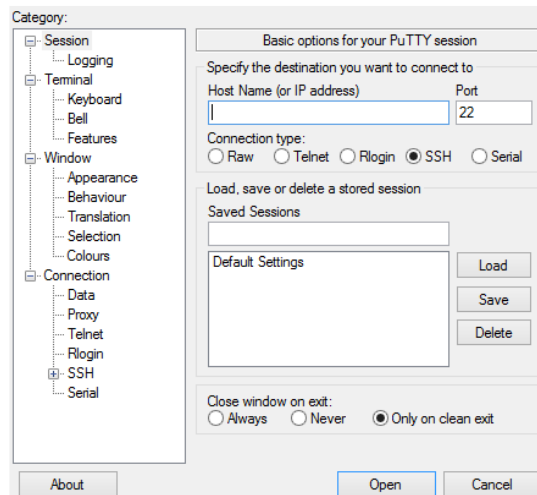 Category:
Session
Logging
Terminal
Keyboard
Bell
Features
Window
Appearance
Behaviour
Translation
Selection
Colours
Connection
Data
Proxy
Telnet
Rlogin
SSH
Serial
Basic options for your PuTTY session
Specify the destination you want to connect to
Host Name (or IP address) Port
22
Connection type:
Raw Telnet Rlogin SSH Serial
Load, save or delete a stored session
Saved Sessions
Default Settings
Load
Save
Delete
Close window on exit:
Always Never Only on clean exit
About Open Cancel